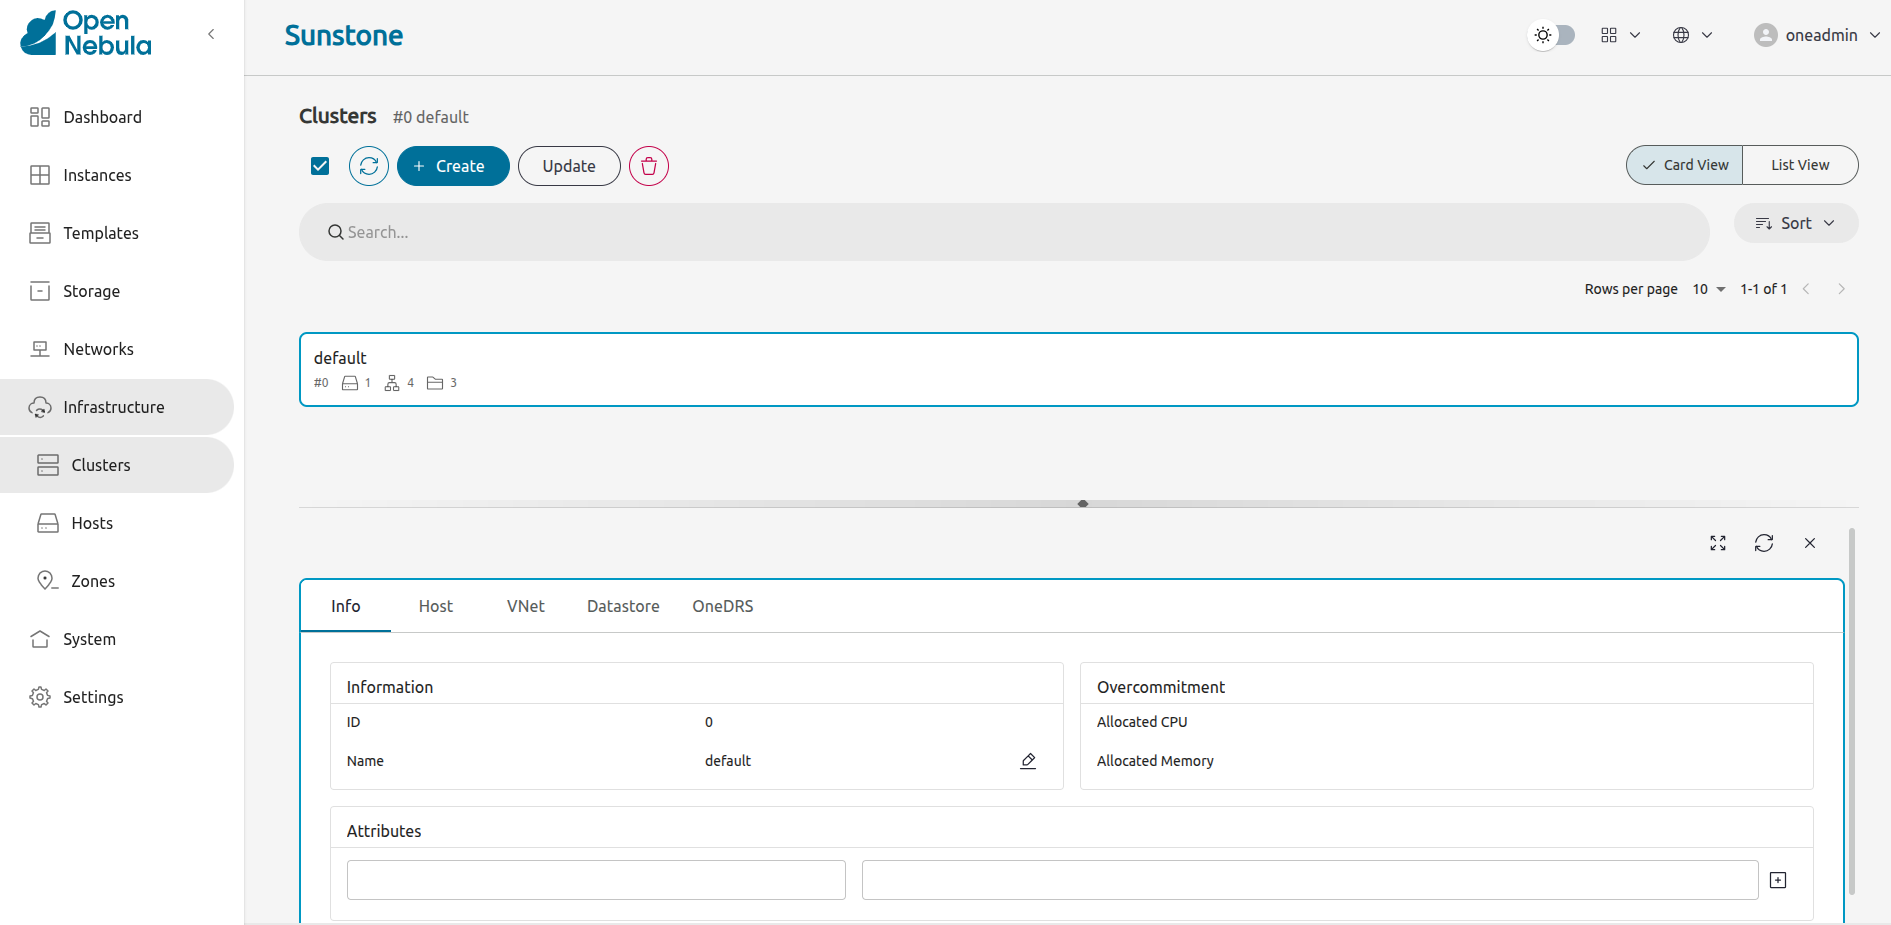 Open
Nebula
Sunstone
oneadmin
Dashboard
Instances
Templates
Storage
Networks
Infrastructure
Clusters
Hosts
Zones
System
Settings
Clusters #0 default
+ Create Update Card View List View
Search... Sort
Rows per page 10 1-1 of 1
default
#0 1 4 3
Info Host VNet Datastore OneDRS
Information
ID 0
Name default
Overcommitment
Allocated CPU
Allocated Memory
Attributes